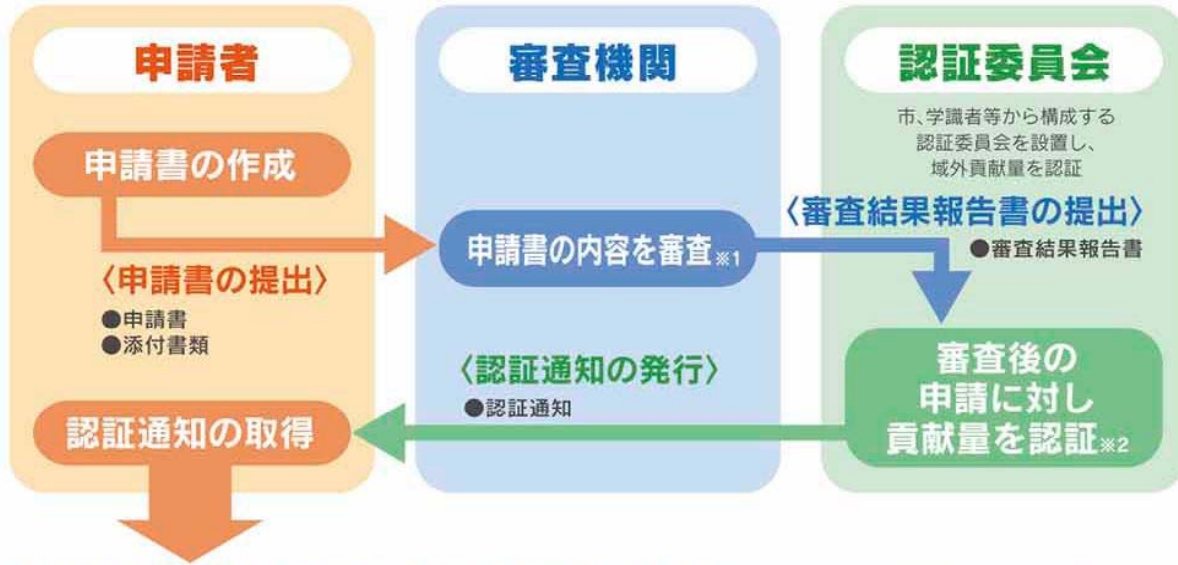 申請者
申請書の作成
〈申請書の提出〉
●申請書
●添付書類
認証通知の取得
審査機関
申請書の内容を審査※1
〈認証通知の発行〉
●認証通知
認証委員会
市、学識者等から構成する
認証委員会を設置し、
域外貢献量を認証
〈審査結果報告書の提出〉
●審査結果報告書
審査後の
申請に対し
貢献量を認証※2